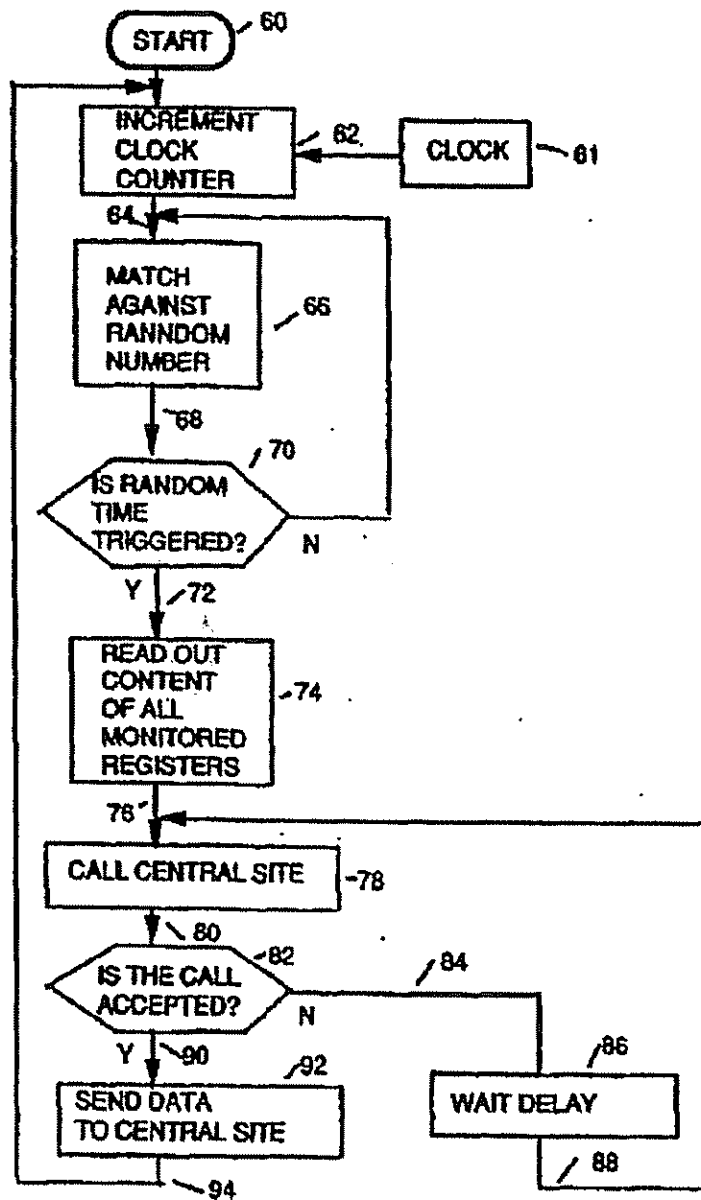 START
60
INCREMENT
CLOCK
COUNTER
62
CLOCK
61
64
MATCH
AGAINST
RANNDOM
NUMBER
66
68
70
IS RANDOM
TIME
TRIGGERED?
N
Y
72
READ OUT
CONTENT
OF ALL
MONITORED
REGISTERS
74
76
CALL CENTRAL SITE
78
80
82
IS THE CALL
ACCEPTED?
84
N
Y
90
92
86
SEND DATA
TO CENTRAL SITE
WAIT DELAY
88
94